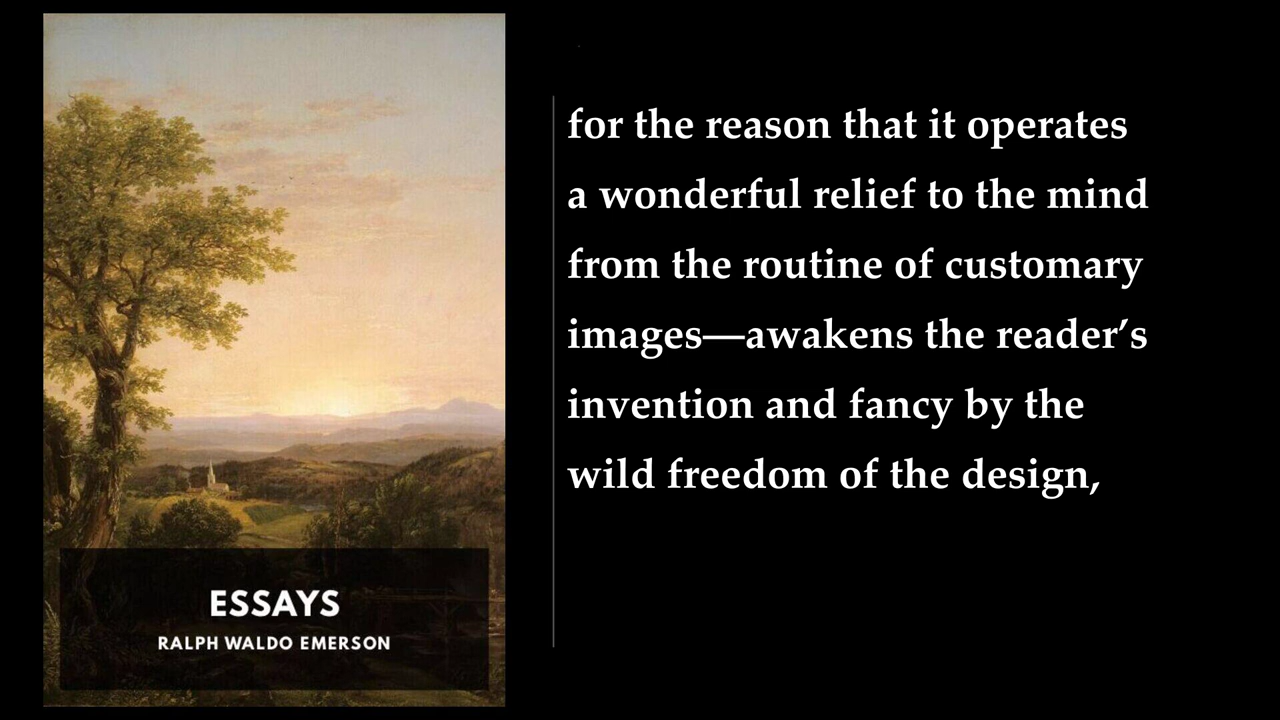 ESSAYS
RALPH WALDO EMERSON
for the reason that it operates
a wonderful relief to the mind
from the routine of customary
images—awakens the reader’s
invention and fancy by the
wild freedom of the design,